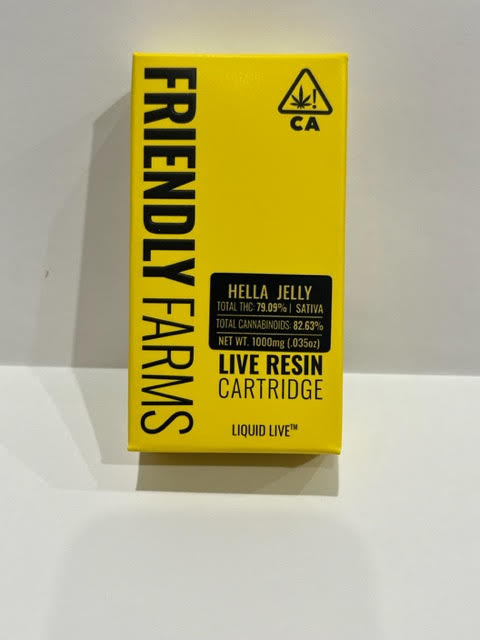 FRIENDLY FARMS
!
CA
HELLA JELLY
TOTAL THC: 79.09% | SATIVA
TOTAL CANNABINOIDS: 82.63%
NET WT. 1000mg (.035oz)
LIVE RESIN
CARTRIDGE
LIQUID LIVE™